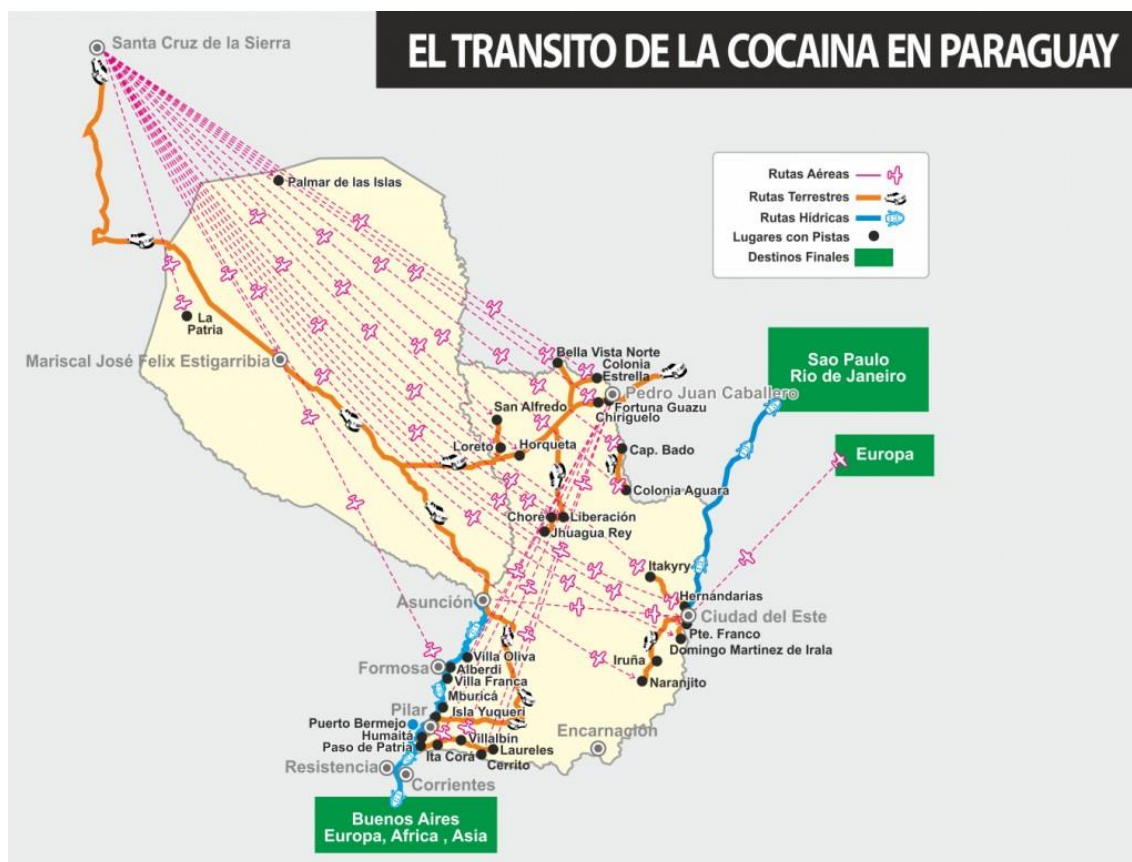 EL TRANSITO DE LA COCAINA EN PARAGUAY
Santa Cruz de la Sierra
Rutas Aéreas
Rutas Terrestres
Rutas Hídricas
Lugares con Pistas
Destinos Finales
Palmar de las Islas
La
Patria
Mariscal José Felix Estigarribia
Bella Vista Norte
Colonia
Estrella
Pedro Juan Caballero
Fortuna Guazu
Chiriguelo
San Alfredo
Loreto
Horqueta
Cap. Bado
Colonia Aguara
Sao Paulo
Rio de Janeiro
Europa
Choré
Liberación
Jhuagua Rey
Itakyry
Hernandarias
Ciudad del Este
Pte. Franco
Domingo Martinez de Irala
Iruña
Naranjito
Asunción
Villa Oliva
Formosa
Alberdi
Villa Franca
Mburicá
Isla Yuqueri
Pilar
Puerto Bermejo
Humaitá
Paso de Patria
Villalbín
Ita Corá
Laureles
Cerrito
Encarnación
Resistencia
Corrientes
Buenos Aires
Europa, Africa , Asia